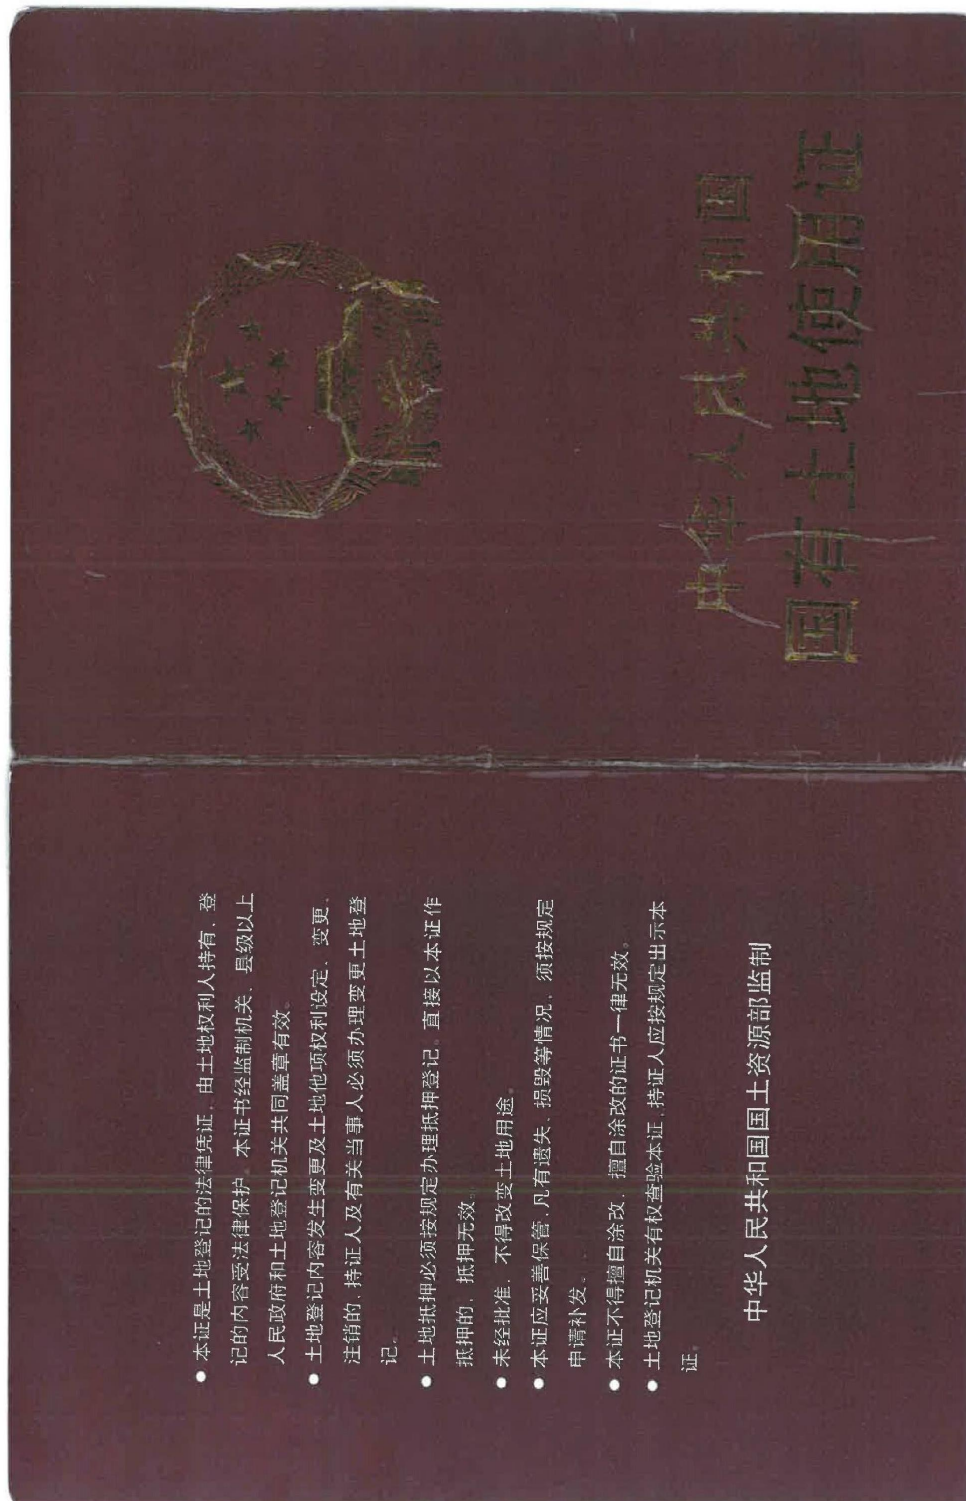 中华人民共和国
国有土地使用证
● 本证是土地登记的法律凭证，由土地权利人持有，登
记的内容受法律保护。本证书经监制机关、县级以上
人民政府和土地登记机关共同盖章有效。
● 土地登记内容发生变更及土地他项权利设定、变更、
注销的，持证人及有关当事人必须办理变更土地登
记。
● 土地抵押必须按规定办理抵押登记，直接以本证作
抵押的，抵押无效。
● 未经批准，不得改变土地用途。
● 本证应妥善保管，凡有遗失、损毁等情况，须按规定
申请补发。
● 本证不得擅自涂改，擅自涂改的证书一律无效。
● 土地登记机关有权查验本证，持证人应按规定出示本
证。
中华人民共和国国土资源部监制